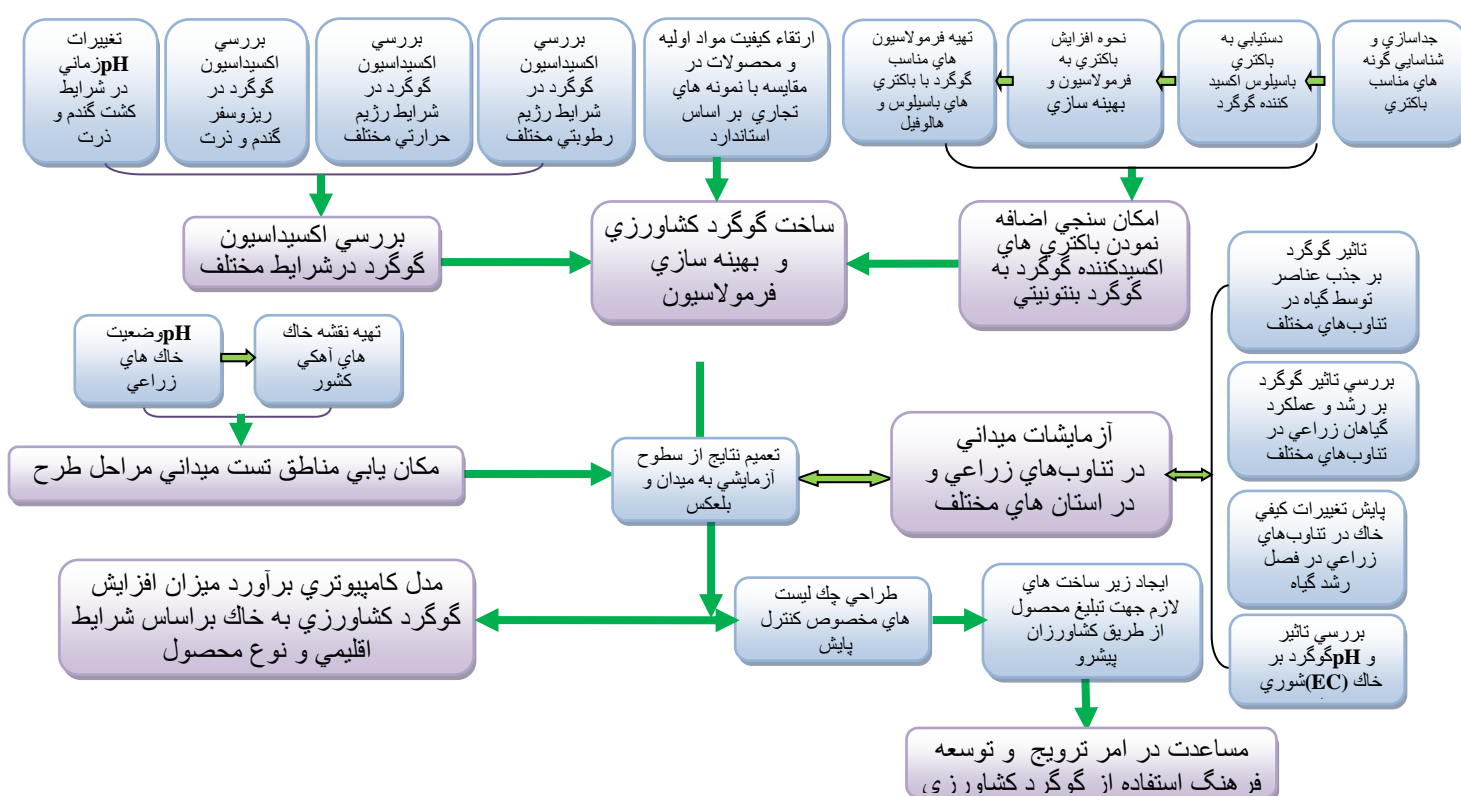 جداسازي و
شناسايي گونه
هاي مناسب
باكتري
دستيابي به
باكتري
باسيلوس اكسيد
كننده گوگرد
نحوه افزايش
باكتري به
فرمولاسيون و
بهينه سازي
تهيه فرمولاسيون
هاي مناسب
گوگرد با باكتري
هاي باسيلوس و
هالوفيل
ارتقاء كيفيت مواد اوليه
و محصولات در
مقايسه با نمونه هاي
تجاري بر اساس
استاندارد
بررسي
اكسيداسيون
گوگرد در
شرايط رژيم
رطوبتي مختلف
بررسي
اكسيداسيون
گوگرد در
شرايط رژيم
حرارتي مختلف
بررسي
اكسيداسيون
گوگرد در
ريزوسفر
گندم و ذرت
تغييرات
pHزماني
در شرايط
كشت گندم و
ذرت
امكان سنجي اضافه
نمودن باكتري هاي
اكسيدكننده گوگرد به
گوگرد بنتونيتي
ساخت گوگرد كشاورزي
و بهينه سازي
فرمولاسيون
بررسي اكسيداسيون
گوگرد درشرايط مختلف
تاثير گوگرد
بر جذب عناصر
توسط گياه در
تناوب‌هاي مختلف
بررسي تاثير گوگرد
بر رشد و عملكرد
گياهان زراعي در
تناوب‌هاي مختلف
پايش تغييرات كيفي
خاك در تناوب‌هاي
زراعي در فصل
رشد گياه
بررسي تاثير
گوگرد برpH و
شوري(EC) خاك
تهيه نقشه خاك
هاي آهكي
كشور
pHوضعيت
خاك هاي
زراعي
مكان يابي مناطق تست ميداني مراحل طرح
تعميم نتايج از سطوح
آزمايشي به ميدان و
بلعكس
آزمايشات ميداني
در تناوب‌هاي زراعي و
در استان هاي مختلف
مدل كامپيوتري برآورد ميزان افزايش
گوگرد كشاورزي به خاك براساس شرايط
اقليمي و نوع محصول
طراحي چك ليست
هاي مخصوص كنترل
پايش
ايجاد زير ساخت هاي
لازم جهت تبليغ محصول
از طريق كشاورزان
پيشرو
مساعدت در امر ترويج و توسعه
فرهنگ استفاده از گوگرد كشاورزي